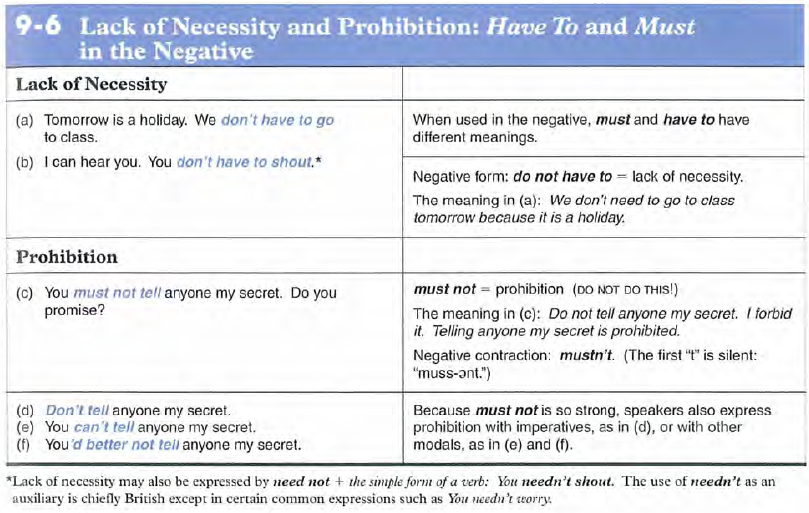 9-6 Lack of Necessity and Prohibition: Have To and Must
in the Negative
Lack of Necessity
(a) Tomorrow is a holiday. We don't have to go
to class.
(b) I can hear you. You don't have to shout.*
When used in the negative, must and have to have
different meanings.
Negative form: do not have to = lack of necessity.
The meaning in (a): We don't need to go to class
tomorrow because it is a holiday.
Prohibition
(c) You must not tell anyone my secret. Do you
promise?
must not = prohibition (DO NOT DO THIS!)
The meaning in (c): Do not tell anyone my secret. I forbid
it. Telling anyone my secret is prohibited.
Negative contraction: mustn't. (The first "t" is silent:
"muss-ənt.")
(d) Don't tell anyone my secret.
(e) You can't tell anyone my secret.
(f) You'd better not tell anyone my secret.
Because must not is so strong, speakers also express
prohibition with imperatives, as in (d), or with other
modals, as in (e) and (f).
*Lack of necessity may also be expressed by need not + the simple form of a verb: You needn't shout. The use of needn't as an
auxiliary is chiefly British except in certain common expressions such as You needn't worry.